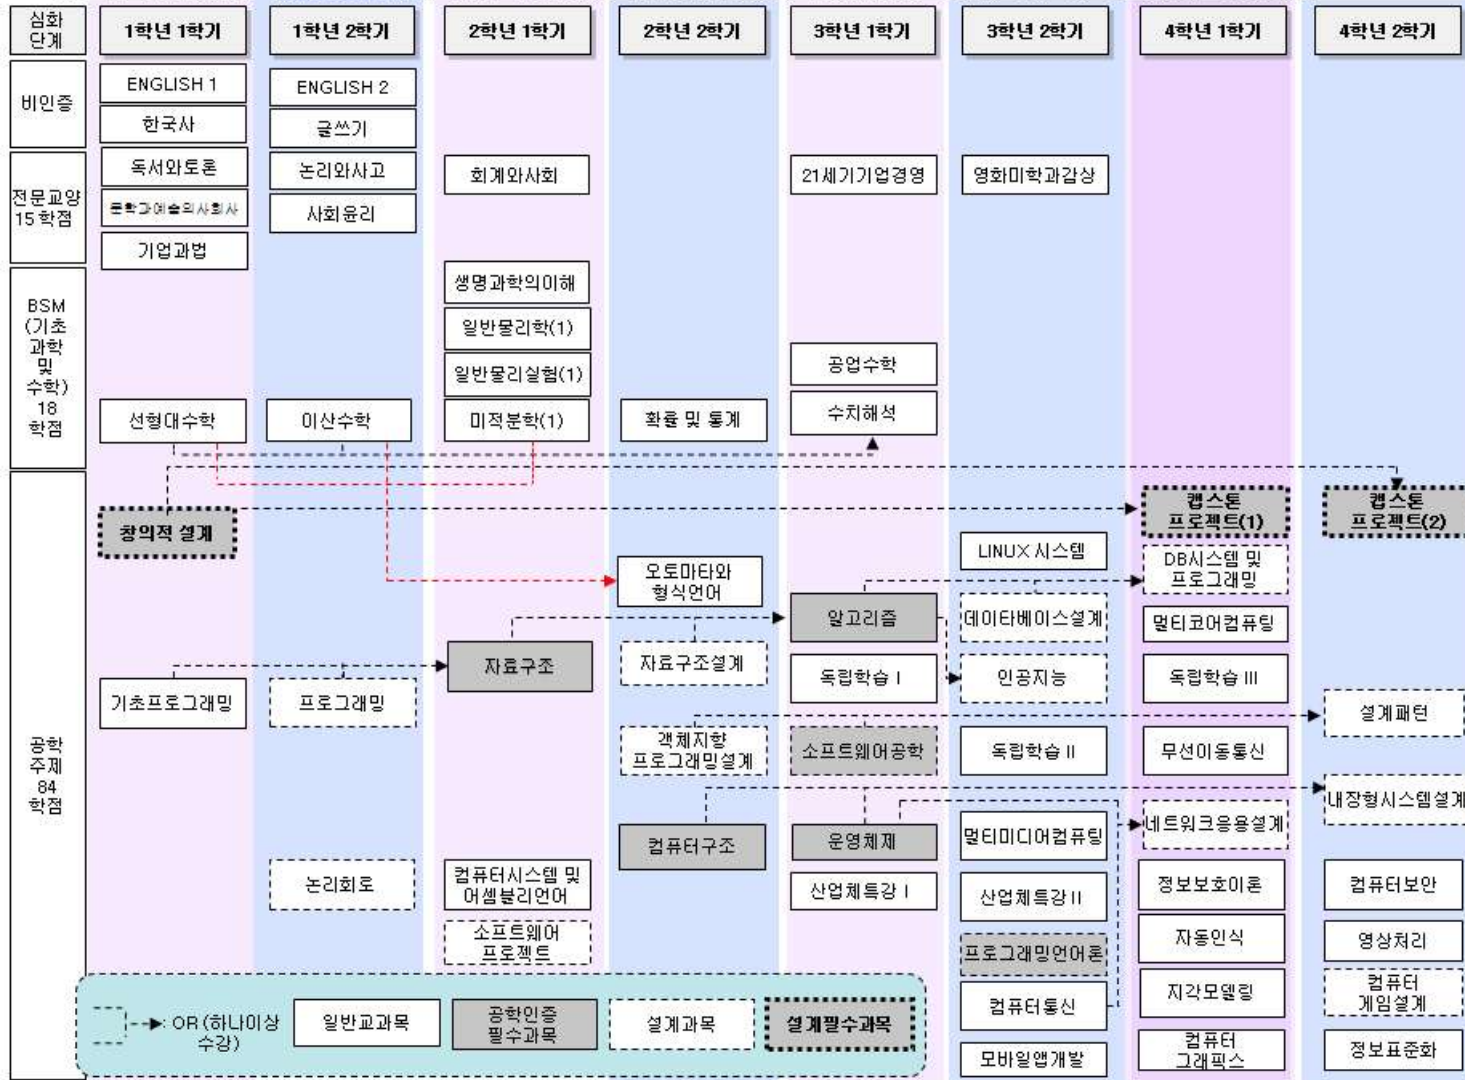 심화
단계
1학년 1학기
1학년 2학기
2학년 1학기
2학년 2학기
3학년 1학기
3학년 2학기
4학년 1학기
4학년 2학기
비인증
ENGLISH 1
ENGLISH 2
한국사
글쓰기
전문교양
15학점
독서와토론
논리와사고
회계와사회
21세기기업경영
영화미학과감상
문학과예술의사회사
사회윤리
기업과법
BSM
(기초
과학
및
수학)
18
학점
생명과학의이해
일반물리학(1)
일반물리실험(1)
공업수학
선형대수학
이산수학
미적분학(1)
확률 및 통계
수치해석
공학
주제
84
학점
창의적 설계
캡스톤
프로젝트(1)
캡스톤
프로젝트(2)
LINUX시스템
DB시스템 및
프로그래밍
오토마타와
형식언어
알고리즘
데이타베이스설계
멀티코어컴퓨팅
자료구조
자료구조설계
독립학습 I
인공지능
독립학습 III
기초프로그래밍
프로그래밍
설계패턴
객체지향
프로그래밍설계
소프트웨어공학
독립학습 II
무선이동통신
내장형시스템설계
컴퓨터구조
운영체제
멀티미디어컴퓨팅
네트워크응용설계
논리회로
컴퓨터시스템 및
어셈블리언어
산업체특강 I
산업체특강 II
정보보호이론
컴퓨터보안
소프트웨어
프로젝트
프로그래밍언어론
자동인식
영상처리
컴퓨터통신
지각모델링
컴퓨터
게임설계
모바일앱개발
컴퓨터
그래픽스
정보표준화
: OR (하나이상
수강)
일반교과목
공학인증
필수과목
설계과목
설계필수과목